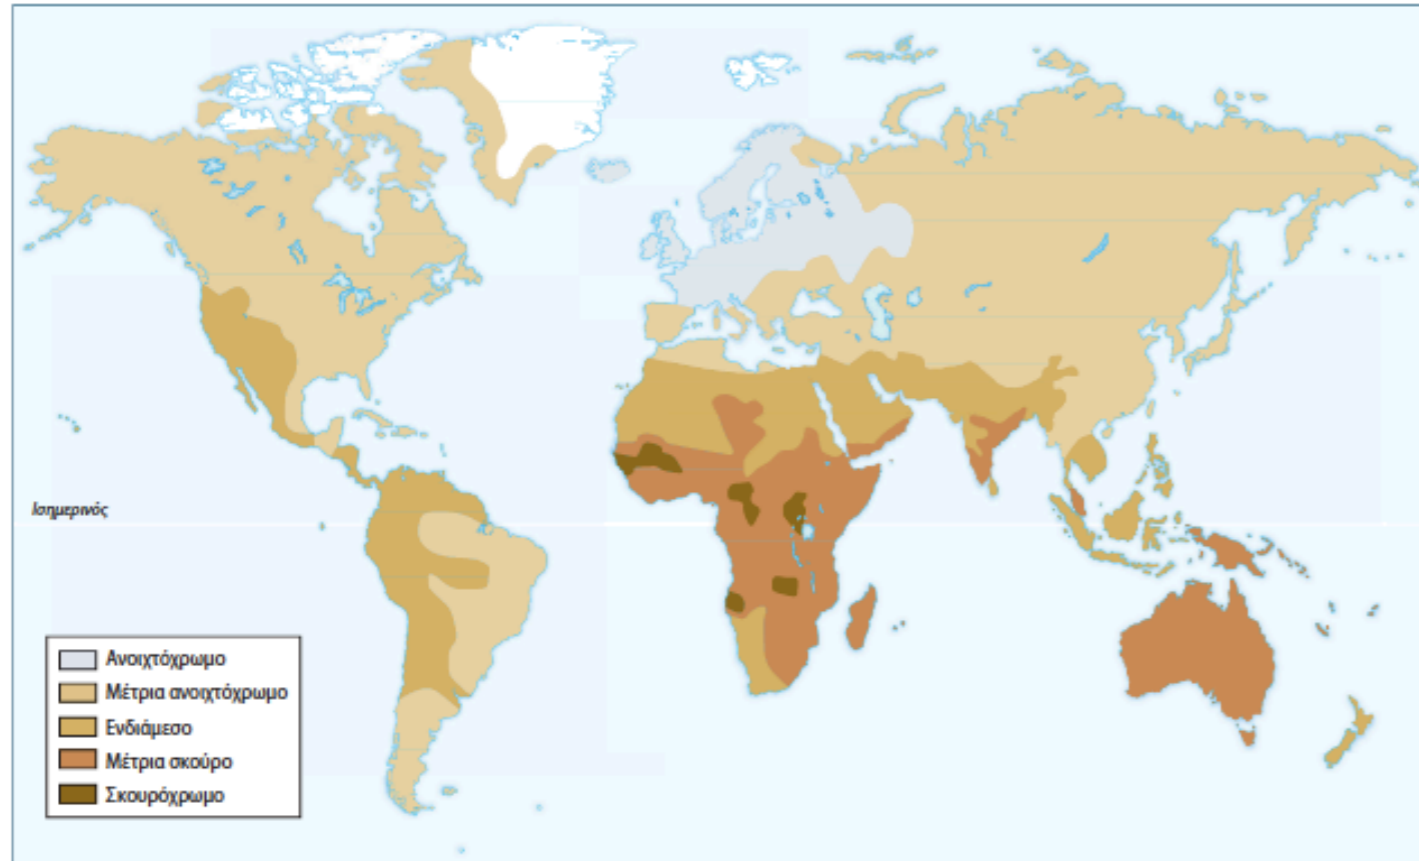 Ισημερινός
Ανοιχτόχρωμο
Μέτρια ανοιχτόχρωμο
Ενδιάμεσο
Μέτρια σκούρο
Σκουρόχρωμο